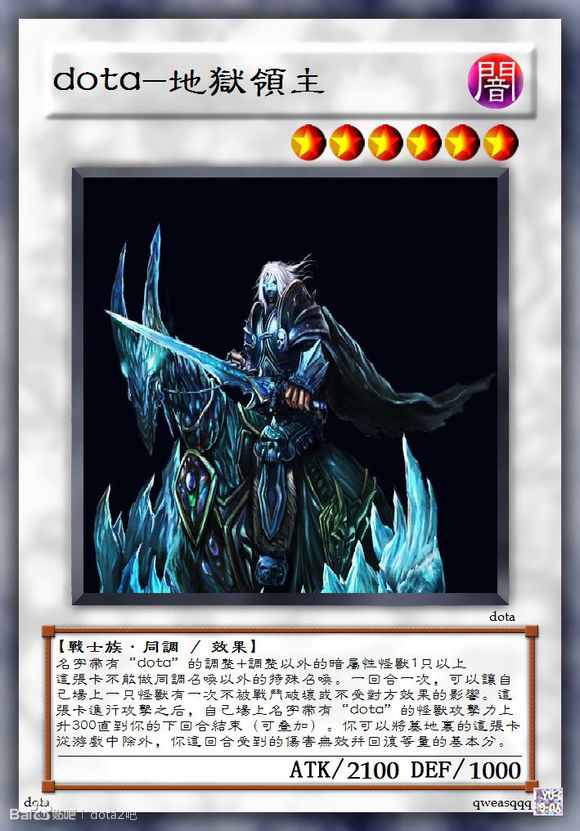 dota-地獄領主
闇
dota
【戰士族·同調 / 效果】
名字帶有“dota”的調整+調整以外的暗屬性怪獸1只以上
這張卡不能做同調召喚以外的特殊召喚。一回合一次，可以讓自
己場上一只怪獸有一次不被戰鬥破壞或不受對方效果的影響。這
張卡進行攻擊之后，自己場上名字帶有“dota”的怪獸攻擊力上
升300直到你的下回合結束（可叠加）。你可以將墓地裏的這張卡
從游戲中除外，你這回合受到的傷害無效并回復等量的基本分。
ATK/2100 DEF/1000
dota qweasqqq
Bai貼吧 | dota2吧